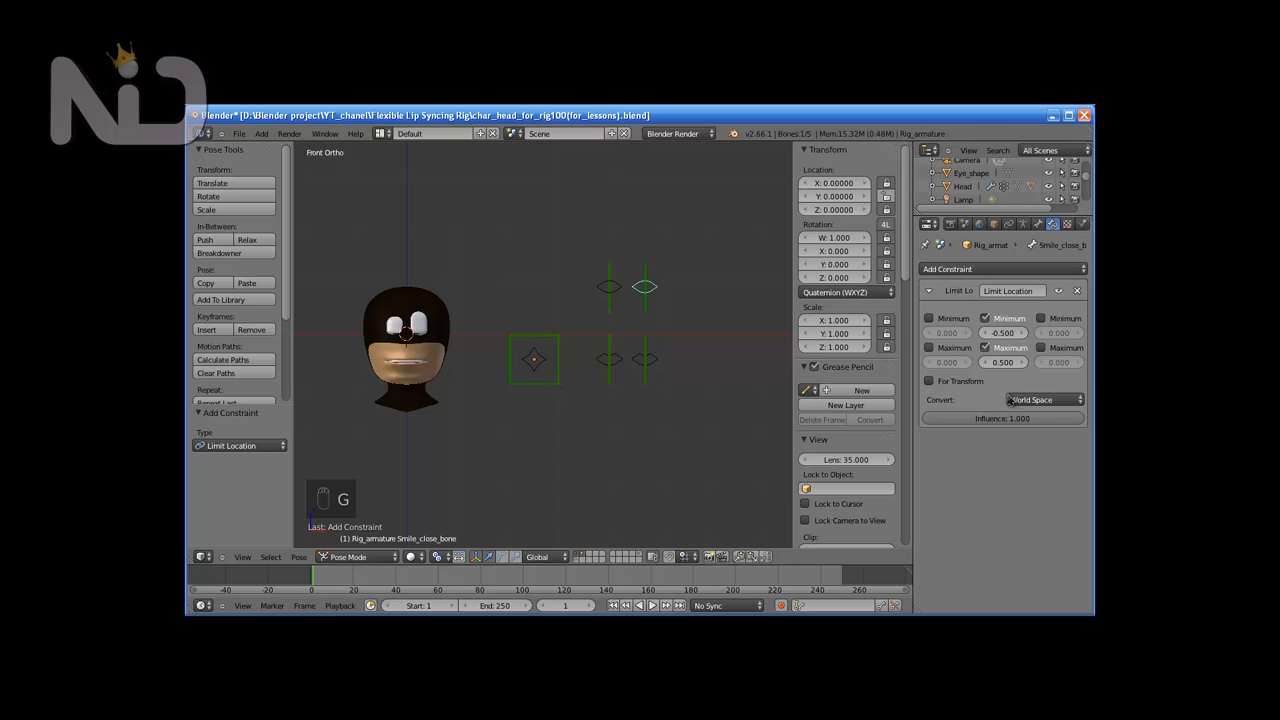 NID
Blender* [D:\Blender project\YT_chanel\Flexible Lip Syncing Rig\char_head_for_rig100(for_lessons).blend]
File Add Render Window Help Default Scene Blender Render v2.66.1 | Bones:1/5 | Mem:15.32M (0.48M) | Rig_armature
Pose Tools
Transform:
Translate
Rotate
Scale
In-Between:
Push Relax
Breakdowner
Pose:
Copy Paste
Add To Library
Keyframes:
Insert Remove
Motion Paths:
Calculate Paths
Clear Paths
Repeat:
Repeat Last
Add Constraint
Type
Limit Location
Front Ortho
G
Last: Add Constraint
(1) Rig_armature Smile_close_bone
View Select Pose Pose Mode Global
Transform
Location:
X: 0.00000
Y: 0.00000
Z: 0.00000
Rotation: 4L
W: 1.000
X: 0.000
Y: 0.000
Z: 0.000
Quaternion (WXYZ)
Scale:
X: 1.000
Y: 1.000
Z: 1.000
Grease Pencil
New
New Layer
Delete Frame Convert
View
Lens: 35.000
Lock to Object:
Lock to Cursor
Lock Camera to View
Clip:
View Search All Scenes
Camera
Eye_shape
Head
Lamp
Rig_armat Smile_close_b
Add Constraint
Limit Lo Limit Location
Minimum Minimum Minimum
0.000 -0.500 0.000
Maximum Maximum Maximum
0.000 0.500 0.000
For Transform
Convert: World Space
Influence: 1.000
-40 -20 0 20 40 60 80 100 120 140 160 180 200 220 240 260
View Marker Frame Playback Start: 1 End: 250 1 No Sync